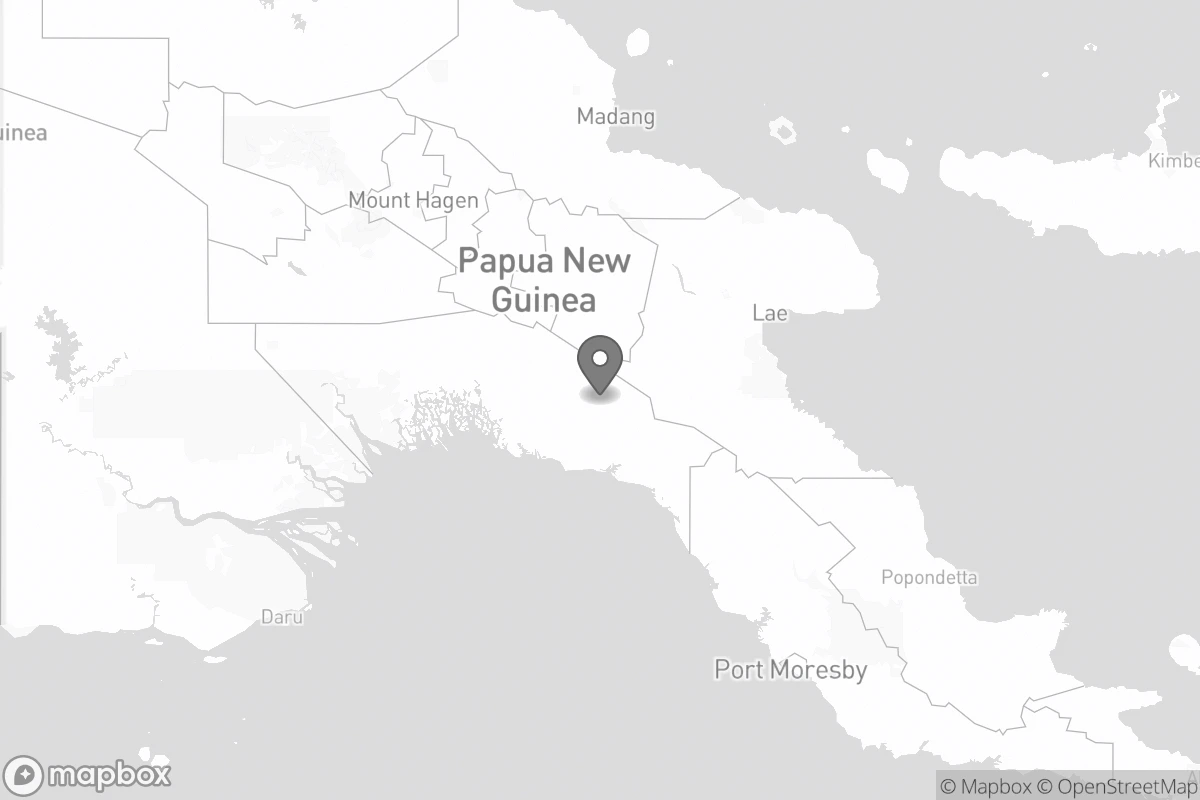 Madang
uinea
Kimbe
Mount Hagen
Papua New
Guinea
Lae
Popondetta
Daru
Port Moresby
mapbox
© Mapbox © OpenStreetMap